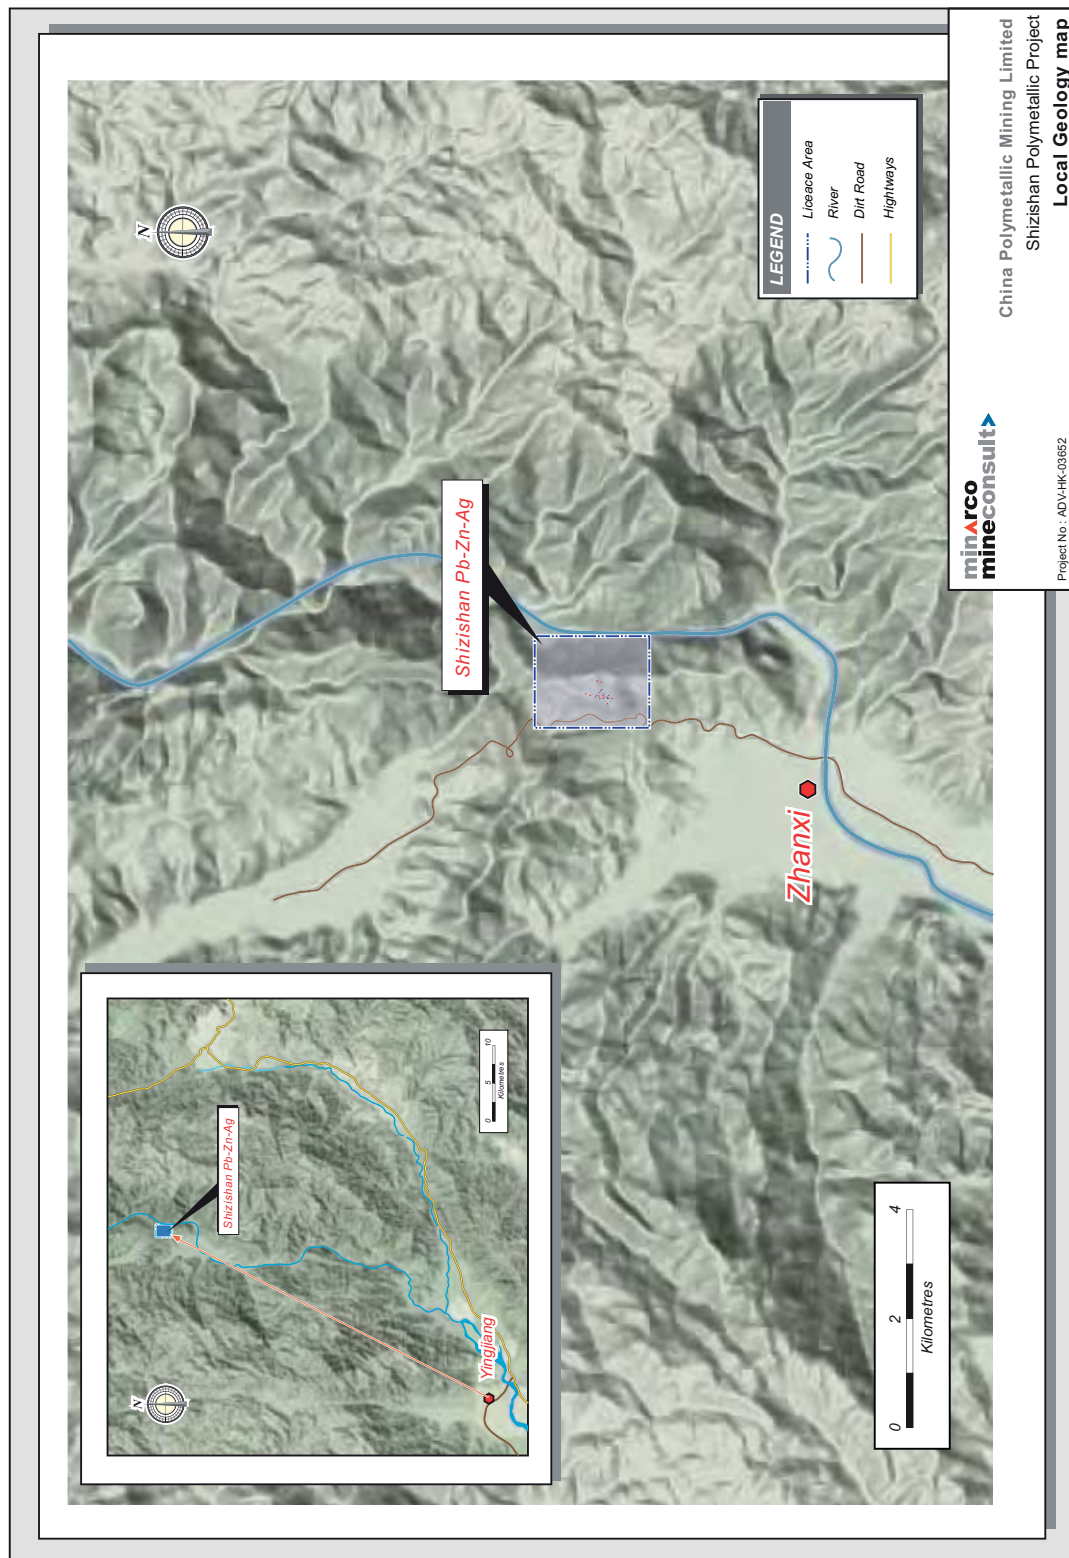 N
LEGEND
Liceace Area
River
Dirt Road
Hightways
Shizishan Pb-Zn-Ag
Zhanxi
N
Shizishan Pb-Zn-Ag
Yingjiang
0 5 10
Kilometres
0 2 4
Kilometres
minarco
mineconsult
China Polymetallic Mining Limited
Shizishan Polymetallic Project
Local Geology map
Project No : ADV-HK-03652